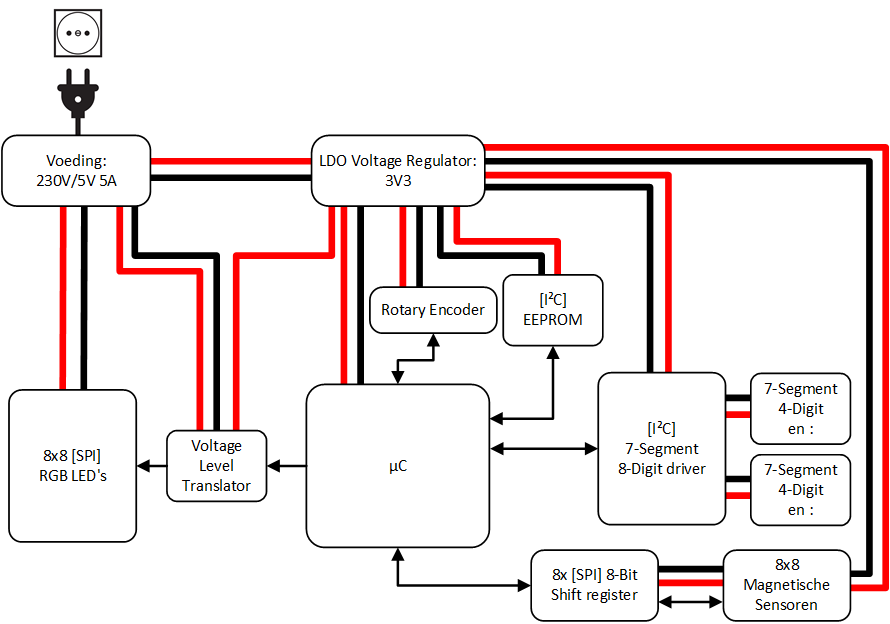 Voeding:
230V/5V 5A
LDO Voltage Regulator:
3V3
Rotary Encoder
[I²C]
EEPROM
8x8 [SPI]
RGB LED's
Voltage
Level
Translator
µC
[I²C]
7-Segment
8-Digit driver
7-Segment
4-Digit
en :
7-Segment
4-Digit
en :
8x [SPI] 8-Bit
Shift register
8x8
Magnetische
Sensoren